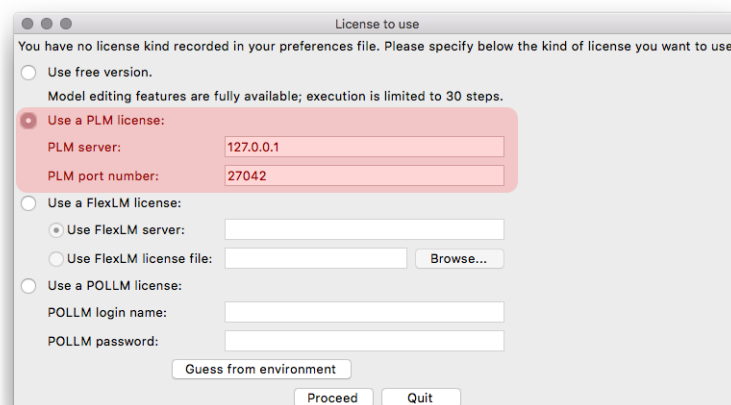 License to use
You have no license kind recorded in your preferences file. Please specify below the kind of license you want to use
Use free version.
Model editing features are fully available; execution is limited to 30 steps.
Use a PLM license:
PLM server: 127.0.0.1
PLM port number: 27042
Use a FlexLM license:
Use FlexLM server:
Use FlexLM license file: Browse...
Use a POLLM license:
POLLM login name:
POLLM password:
Guess from environment
Proceed Quit